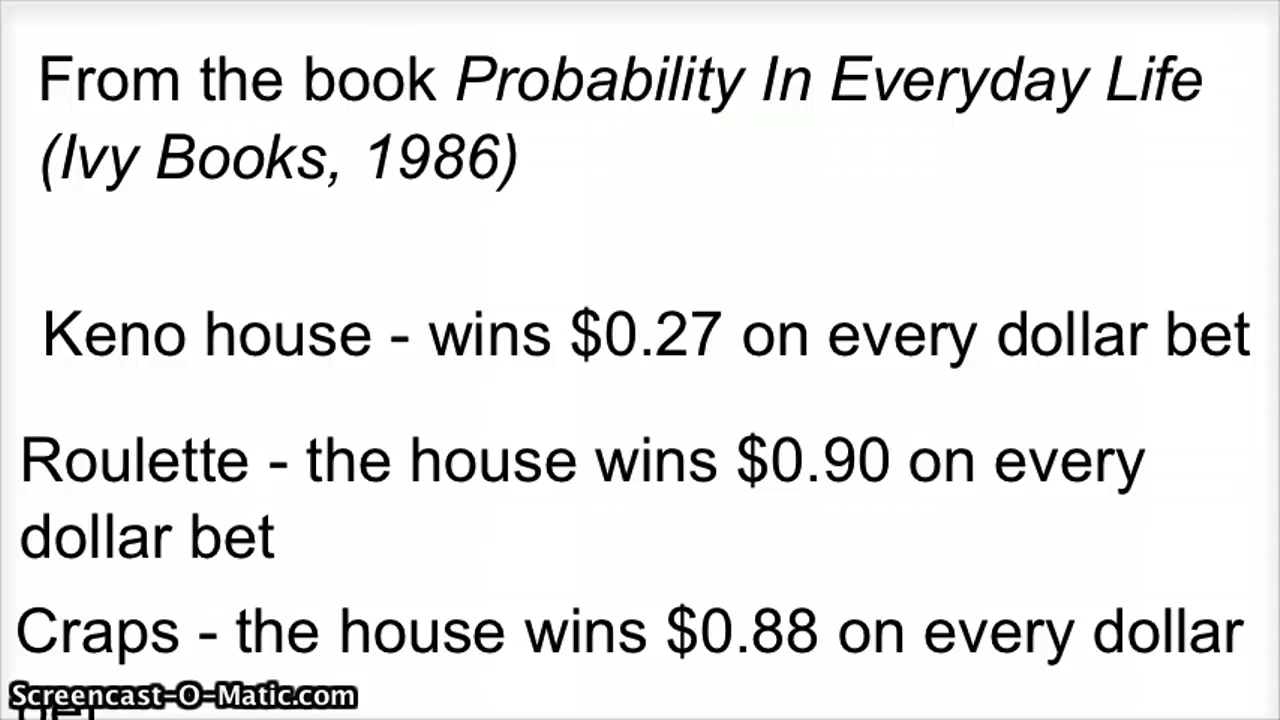 From the book Probability In Everyday Life
(Ivy Books, 1986)
Keno house - wins $0.27 on every dollar bet
Roulette - the house wins $0.90 on every
dollar bet
Craps - the house wins $0.88 on every dollar
Screencast-O-Matic.com